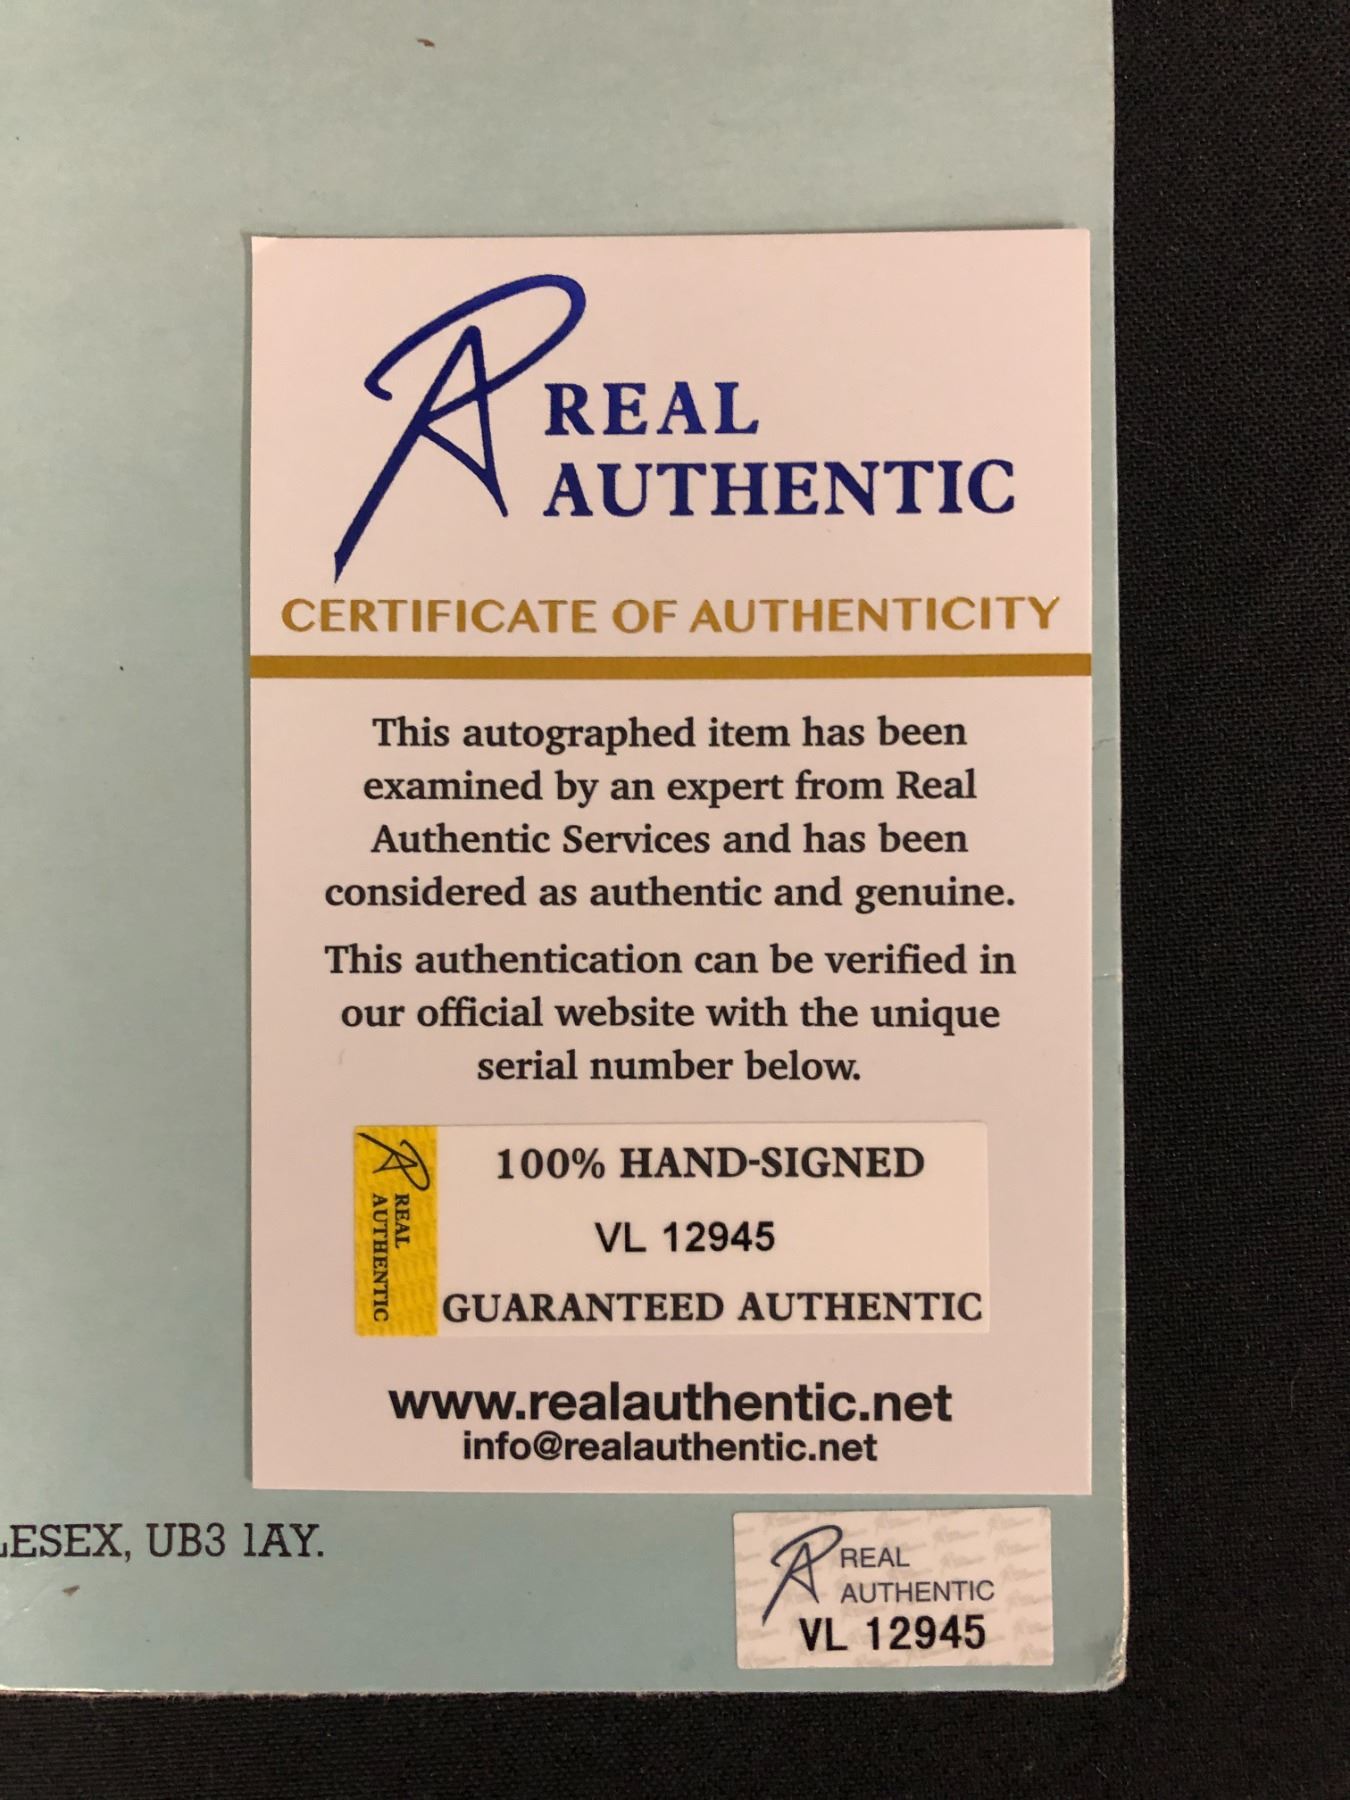 REAL
AUTHENTIC
CERTIFICATE OF AUTHENTICITY
This autographed item has been
examined by an expert from Real
Authentic Services and has been
considered as authentic and genuine.
This authentication can be verified in
our official website with the unique
serial number below.
REAL
AUTHENTIC
100% HAND-SIGNED
VL 12945
GUARANTEED AUTHENTIC
www.realauthentic.net
info@realauthentic.net
LESEX, UB3 1AY.
REAL
AUTHENTIC
VL 12945